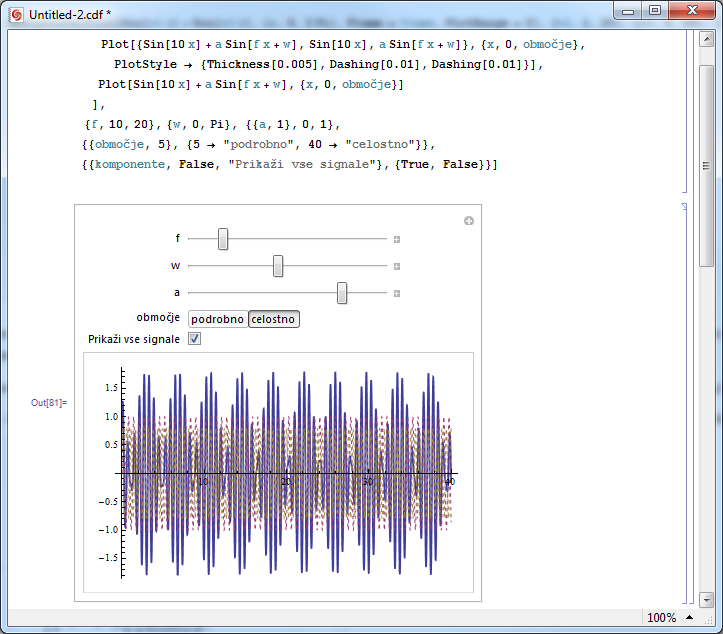 Untitled-2.cdf *
Plot[{Sin[10 x] + a Sin[f x + w], Sin[10 x], a Sin[f x + w]}, {x, 0, območje},
PlotStyle → {Thickness[0.005], Dashing[0.01], Dashing[0.01]}],
Plot[Sin[10 x] + a Sin[f x + w], {x, 0, območje}]
],
{f, 10, 20}, {w, 0, Pi}, {{a, 1}, 0, 1},
{{območje, 5}, {5 → "podrobno", 40 → "celostno"}},
{{komponente, False, "Prikaži vse signale"}, {True, False}}]
f
w
a
območje podrobno celostno
Prikaži vse signale
Out[81]=
1.5
1.0
0.5
10 20 30 40
−0.5
−1.0
−1.5
100%